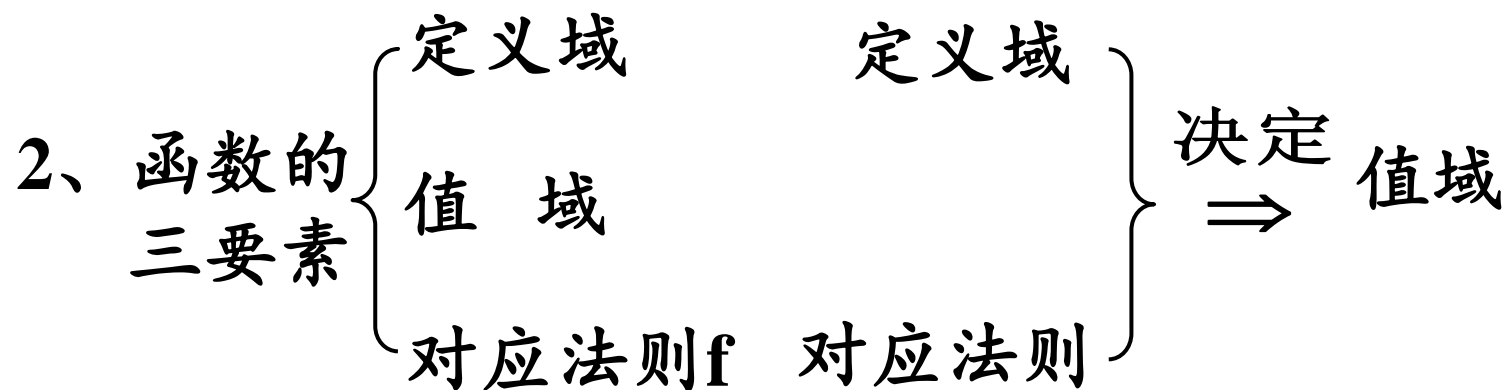 定义域 定义域
2、函数的三要素 值 域 决定 ⇒ 值域
对应法则f 对应法则